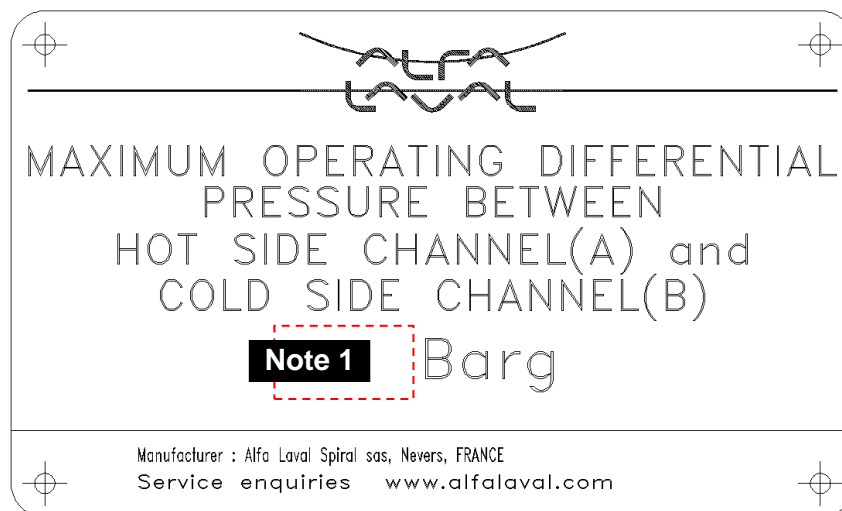 ALFA
LAVAL
MAXIMUM OPERATING DIFFERENTIAL
PRESSURE BETWEEN
HOT SIDE CHANNEL(A) and
COLD SIDE CHANNEL(B)
Note 1 Barg
Manufacturer : Alfa Laval Spiral sas, Nevers, FRANCE
Service enquiries www.alfalaval.com